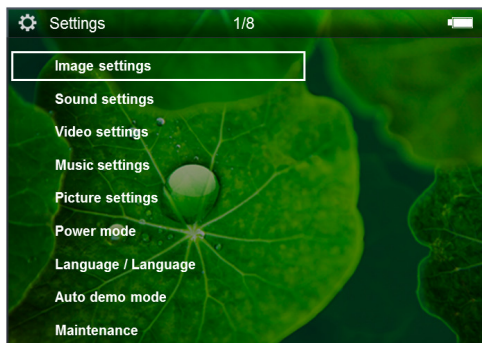 Settings
1/8
Image settings
Sound settings
Video settings
Music settings
Picture settings
Power mode
Language / Language
Auto demo mode
Maintenance